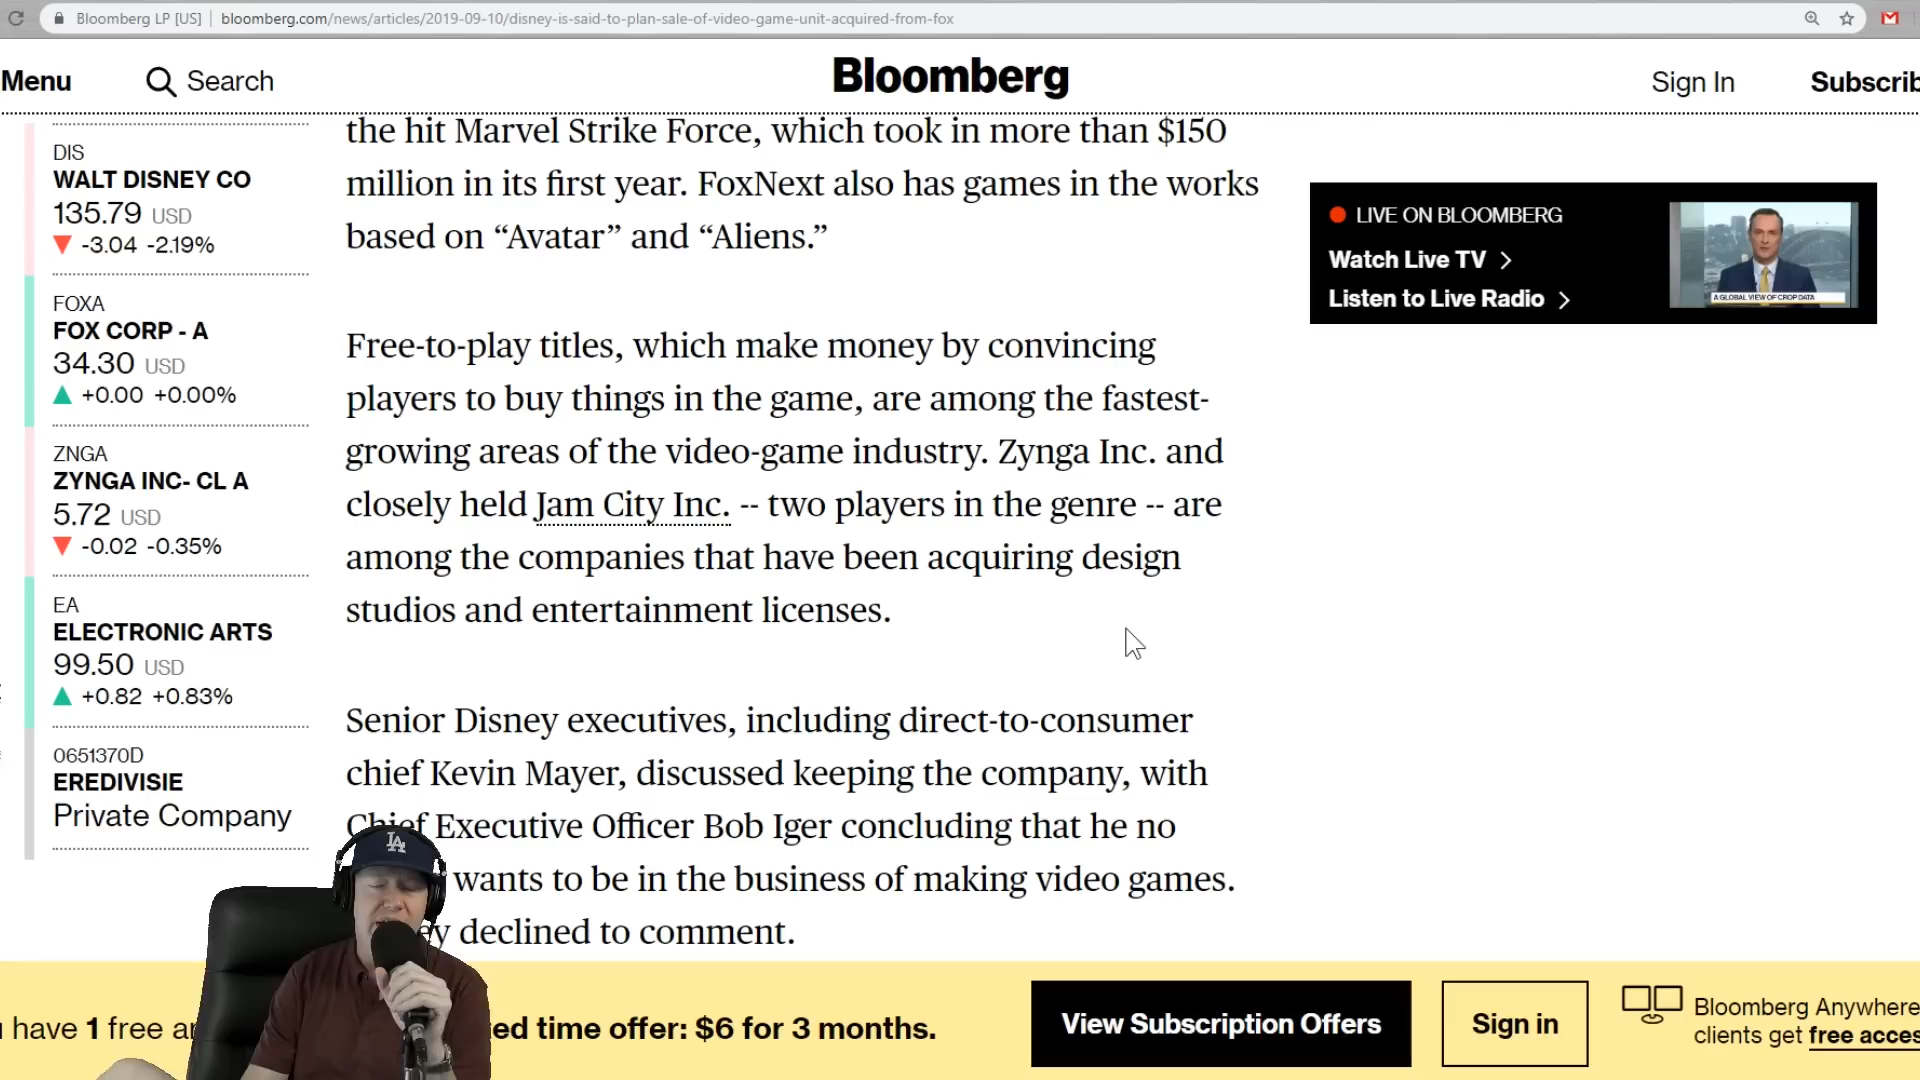 Bloomberg LP [US] | bloomberg.com/news/articles/2019-09-10/disney-is-said-to-plan-sale-of-video-game-unit-acquired-from-fox
Menu
Search
Bloomberg
Sign In
DIS
WALT DISNEY CO
135.79 USD
-3.04 -2.19%
FOXA
FOX CORP - A
34.30 USD
+0.00 +0.00%
ZNGA
ZYNGA INC- CL A
5.72 USD
-0.02 -0.35%
EA
ELECTRONIC ARTS
99.50 USD
+0.82 +0.83%
0651370D
EREDIVISIE
Private Company
the hit Marvel Strike Force, which took in more than $150
million in its first year. FoxNext also has games in the works
based on “Avatar” and “Aliens.”
Free-to-play titles, which make money by convincing
players to buy things in the game, are among the fastest-
growing areas of the video-game industry. Zynga Inc. and
closely held Jam City Inc. -- two players in the genre -- are
among the companies that have been acquiring design
studios and entertainment licenses.
Senior Disney executives, including direct-to-consumer
chief Kevin Mayer, discussed keeping the company, with
Chief Executive Officer Bob Iger concluding that he no
wants to be in the business of making video games.
declined to comment.
LIVE ON BLOOMBERG
Watch Live TV
Listen to Live Radio
A GLOBAL VIEW OF CROP DATA
LA
have 1 free
ed time offer: $6 for 3 months.
View Subscription Offers
Sign in
Bloomberg Anywhere
clients get free